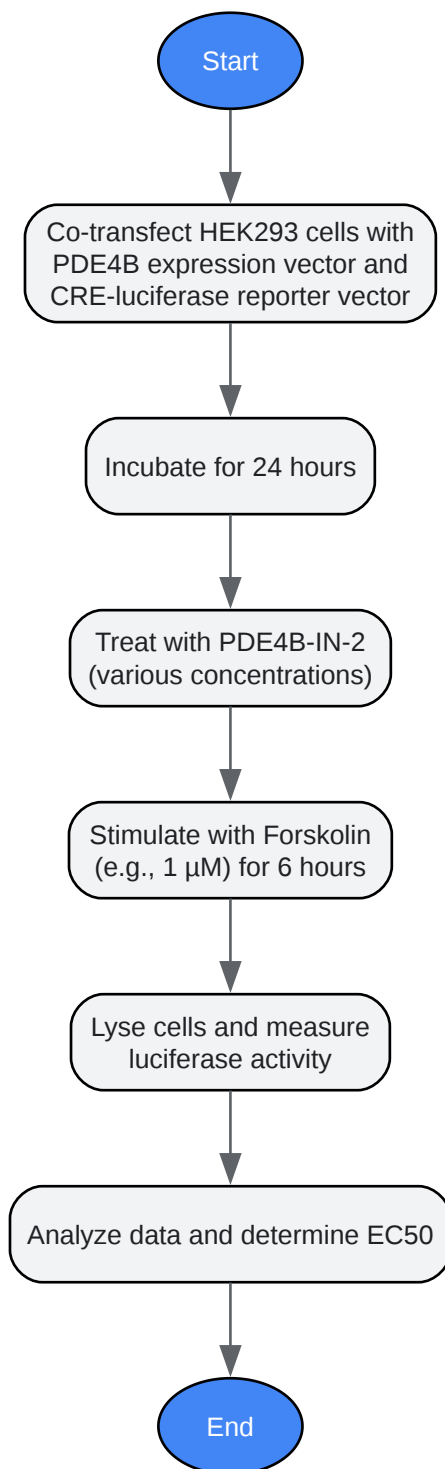 Start
Co-transfect HEK293 cells with
PDE4B expression vector and
CRE-luciferase reporter vector
Incubate for 24 hours
Treat with PDE4B-IN-2
(various concentrations)
Stimulate with Forskolin
(e.g., 1 µM) for 6 hours
Lyse cells and measure
luciferase activity
Analyze data and determine EC50
End